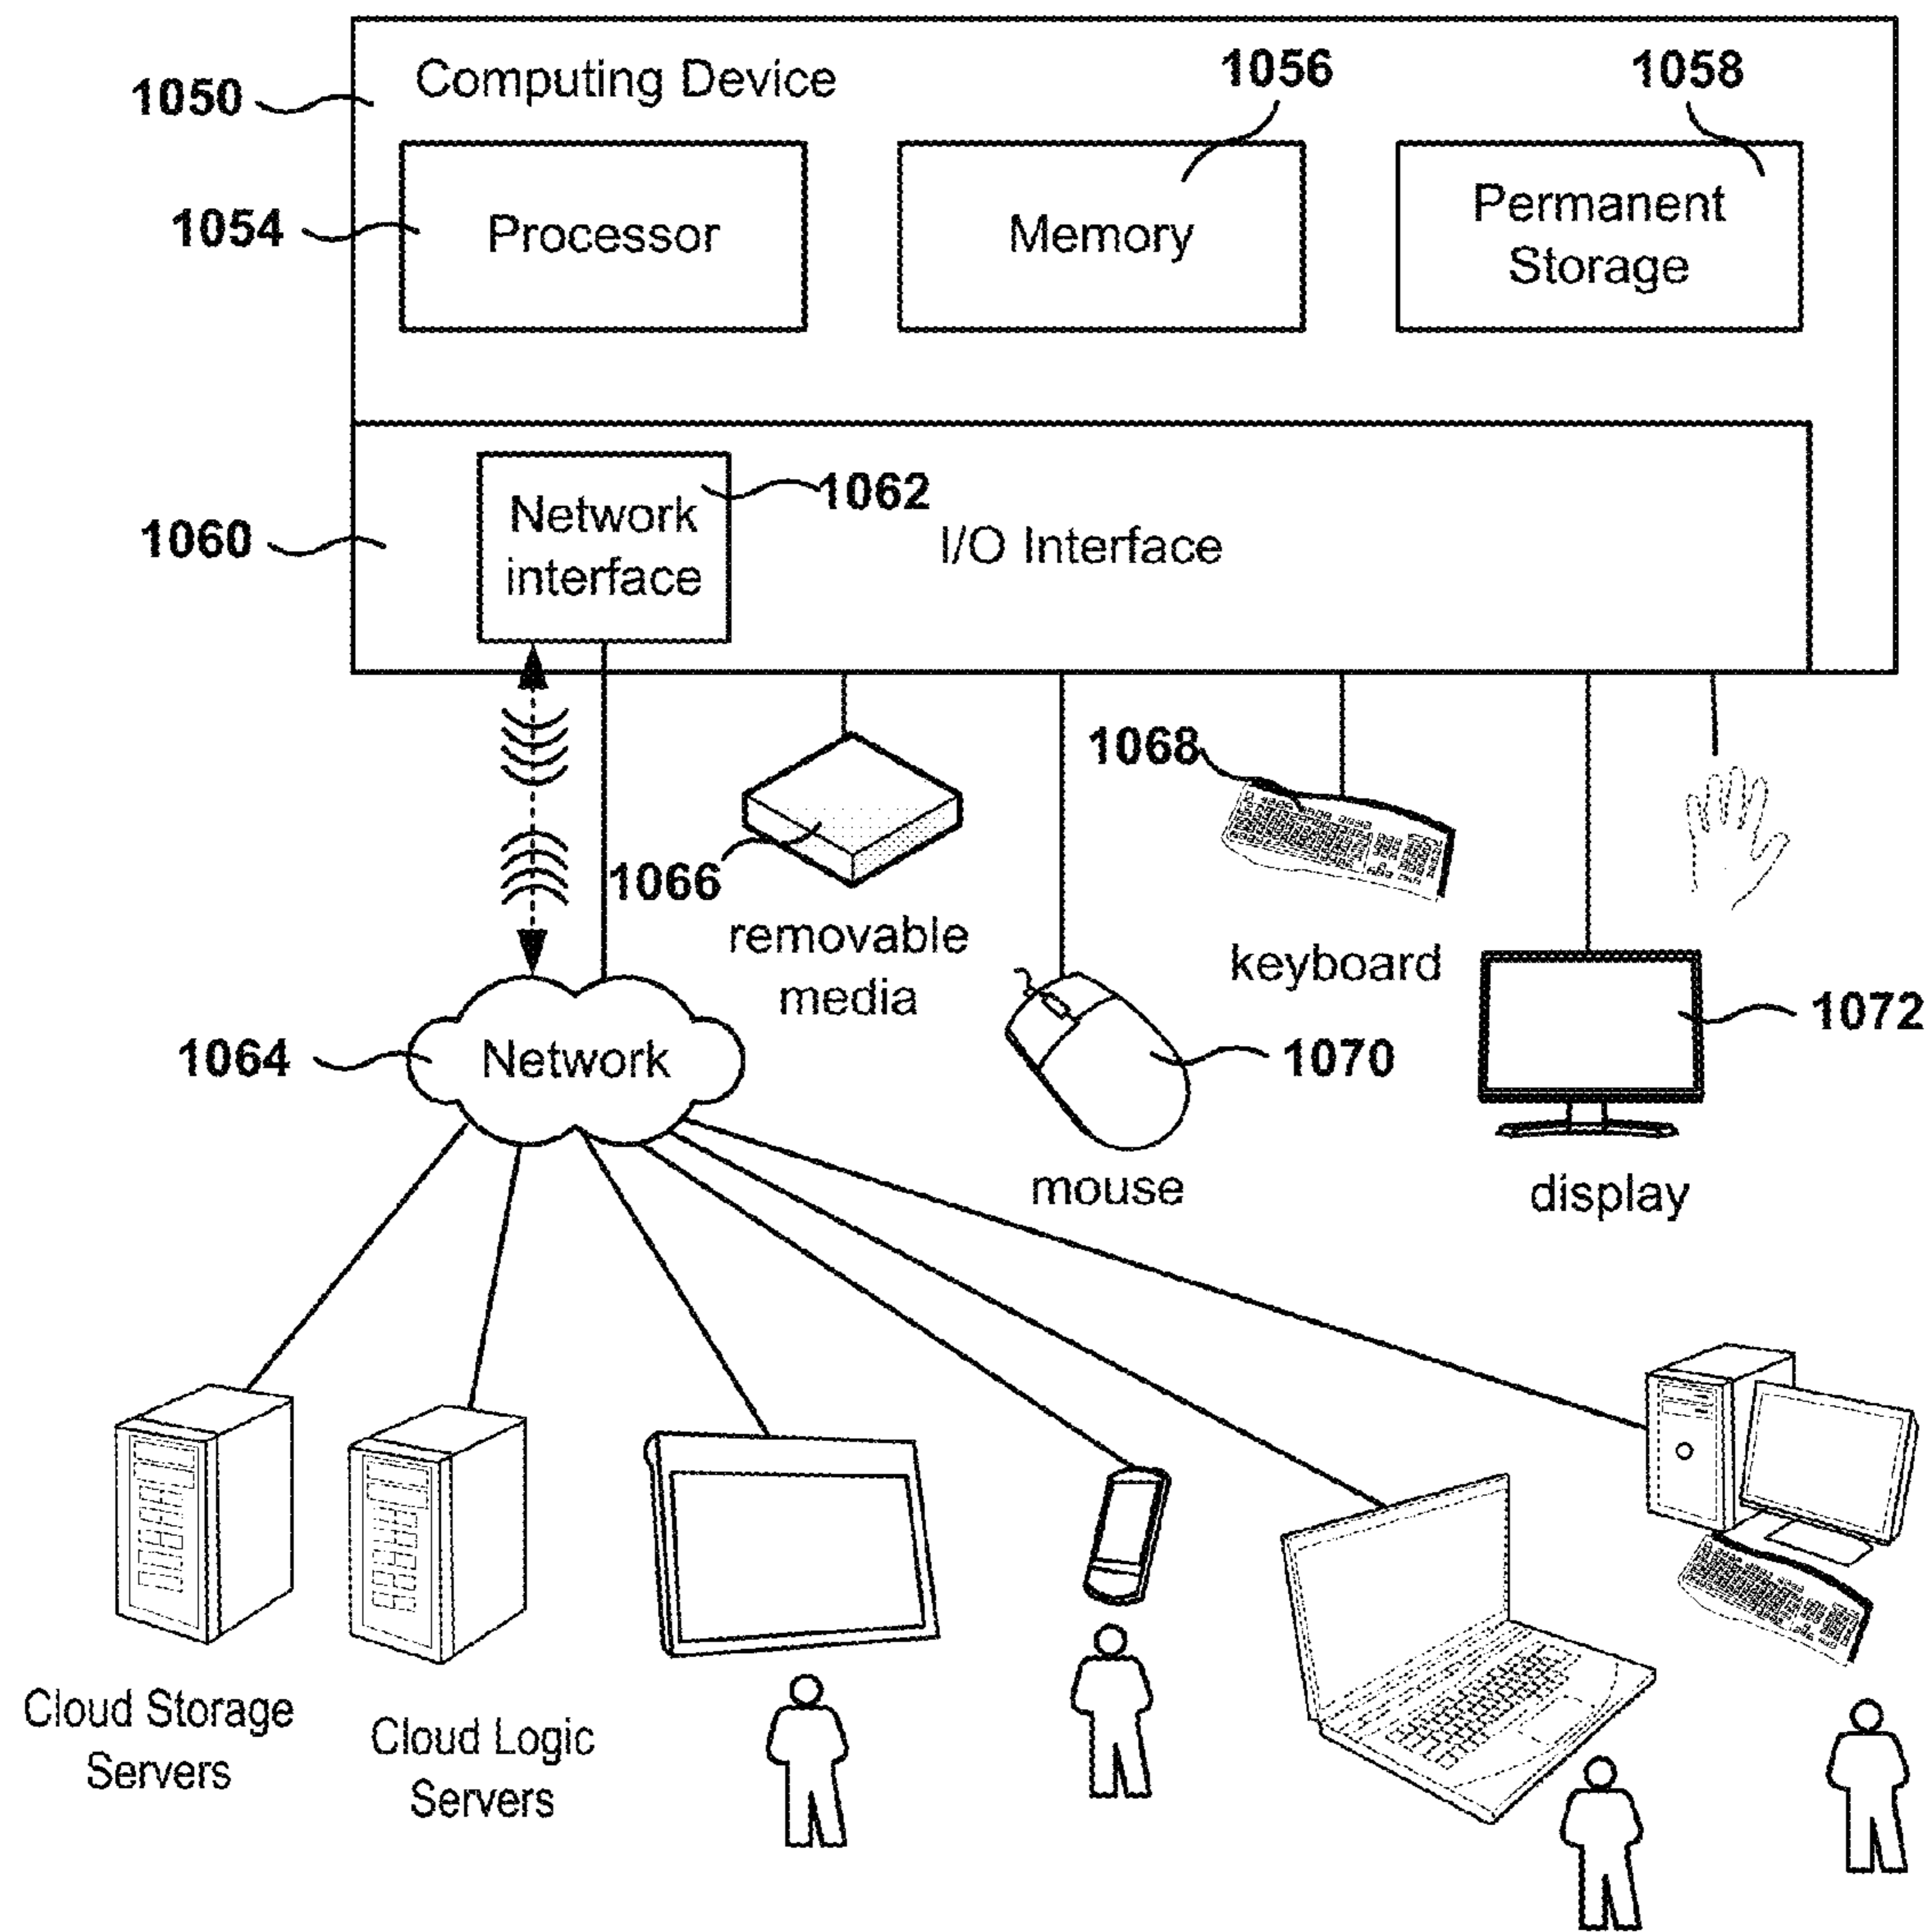 1050
Computing Device
1056
1058
1054
Processor
Memory
Permanent
Storage
1062
Network
interface
1060
I/O Interface
1068
1066
removable
media
keyboard
1072
1064
Network
1070
mouse
display
Cloud Storage
Servers
Cloud Logic
Servers